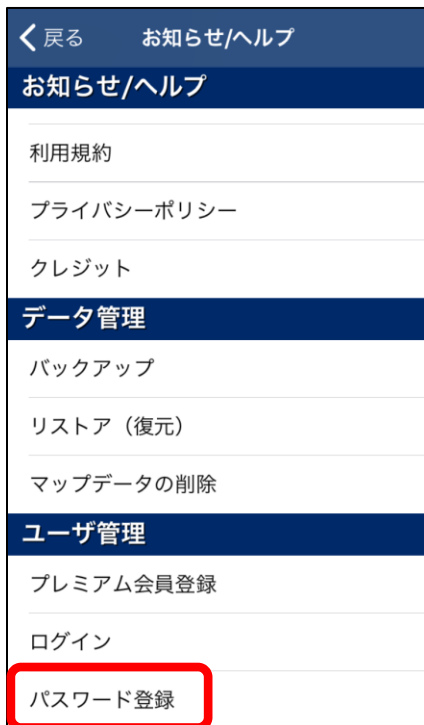 戻る お知らせ/ヘルプ
お知らせ/ヘルプ
利用規約
プライバシーポリシー
クレジット
データ管理
バックアップ
リストア（復元）
マップデータの削除
ユーザ管理
プレミアム会員登録
ログイン
パスワード登録